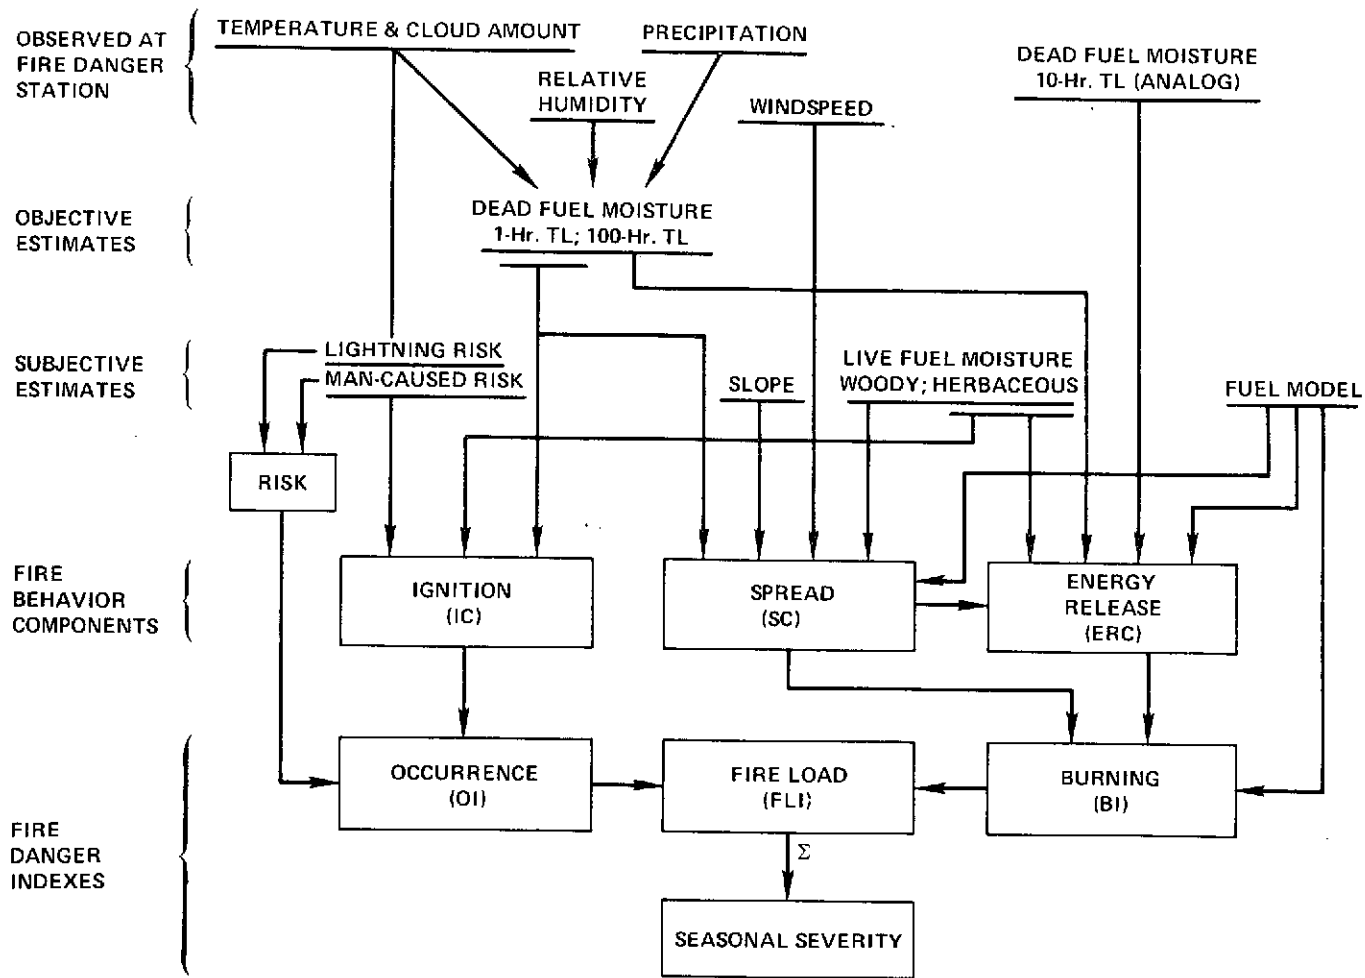 OBSERVED AT
FIRE DANGER
STATION
TEMPERATURE & CLOUD AMOUNT
PRECIPITATION
RELATIVE
HUMIDITY
WINDSPEED
DEAD FUEL MOISTURE
10-Hr. TL (ANALOG)
OBJECTIVE
ESTIMATES
DEAD FUEL MOISTURE
1-Hr. TL; 100-Hr. TL
SUBJECTIVE
ESTIMATES
LIGHTNING RISK
MAN-CAUSED RISK
SLOPE
LIVE FUEL MOISTURE
WOODY; HERBACEOUS
FUEL MODEL
RISK
FIRE
BEHAVIOR
COMPONENTS
IGNITION
(IC)
SPREAD
(SC)
ENERGY
RELEASE
(ERC)
FIRE
DANGER
INDEXES
OCCURRENCE
(OI)
FIRE LOAD
(FLI)
BURNING
(BI)
Σ
SEASONAL SEVERITY